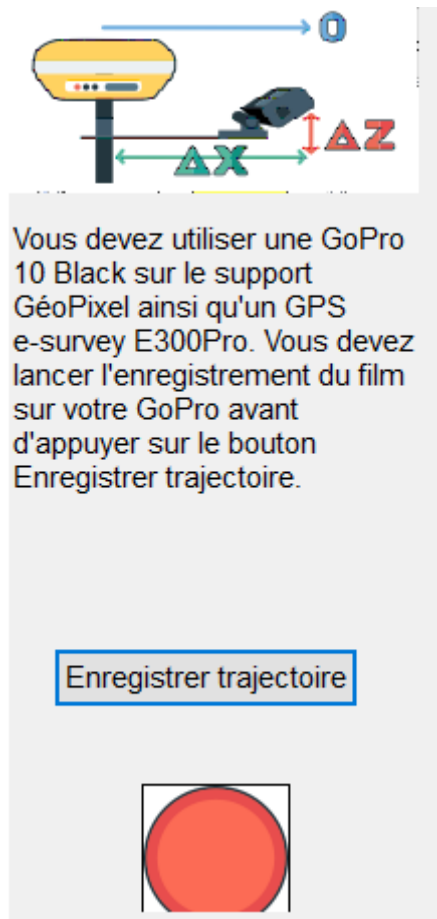 O
ΔX
ΔZ
Vous devez utiliser une GoPro
10 Black sur le support
GéoPixel ainsi qu'un GPS
e-survey E300Pro. Vous devez
lancer l'enregistrement du film
sur votre GoPro avant
d'appuyer sur le bouton
Enregistrer trajectoire.
Enregistrer trajectoire